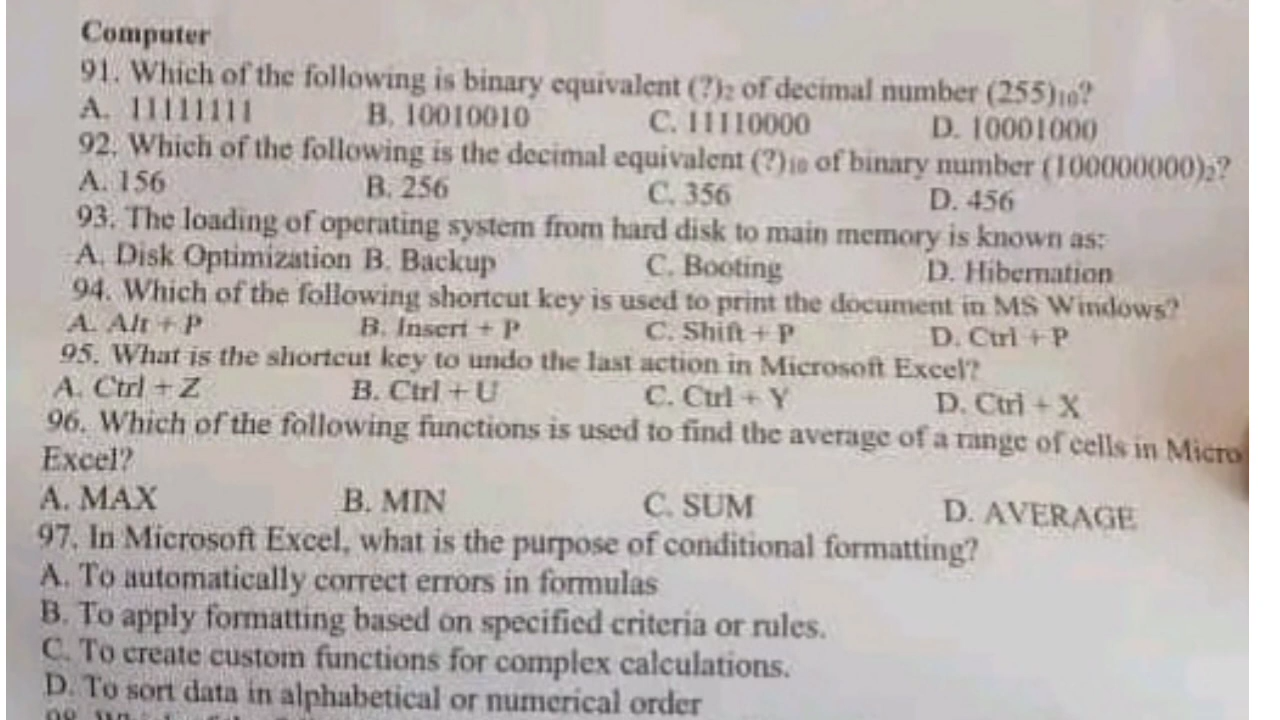 Computer
91. Which of the following is binary equivalent (?)₂ of decimal number (255)₁₀?
A. 11111111 B. 10010010 C. 11110000 D. 10001000
92. Which of the following is the decimal equivalent (?)₁₀ of binary number (100000000)₂?
A. 156 B. 256 C. 356 D. 456
93. The loading of operating system from hard disk to main memory is known as:
A. Disk Optimization B. Backup C. Booting D. Hibernation
94. Which of the following shortcut key is used to print the document in MS Windows?
A. Alt + P B. Insert + P C. Shift + P D. Ctrl + P
95. What is the shortcut key to undo the last action in Microsoft Excel?
A. Ctrl + Z B. Ctrl + U C. Ctrl + Y D. Ctrl + X
96. Which of the following functions is used to find the average of a range of cells in Micro
Excel?
A. MAX B. MIN C. SUM D. AVERAGE
97. In Microsoft Excel, what is the purpose of conditional formatting?
A. To automatically correct errors in formulas
B. To apply formatting based on specified criteria or rules.
C. To create custom functions for complex calculations.
D. To sort data in alphabetical or numerical order